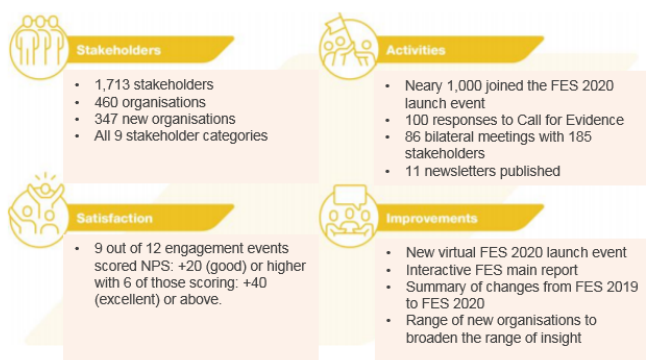 Stakeholders
• 1,713 stakeholders
• 460 organisations
• 347 new organisations
• All 9 stakeholder categories
Activities
• Neary 1,000 joined the FES 2020
launch event
• 100 responses to Call for Evidence
• 86 bilateral meetings with 185
stakeholders
• 11 newsletters published
Satisfaction
• 9 out of 12 engagement events
scored NPS: +20 (good) or higher
with 6 of those scoring: +40
(excellent) or above.
Improvements
• New virtual FES 2020 launch event
• Interactive FES main report
• Summary of changes from FES 2019
to FES 2020
• Range of new organisations to
broaden the range of insight